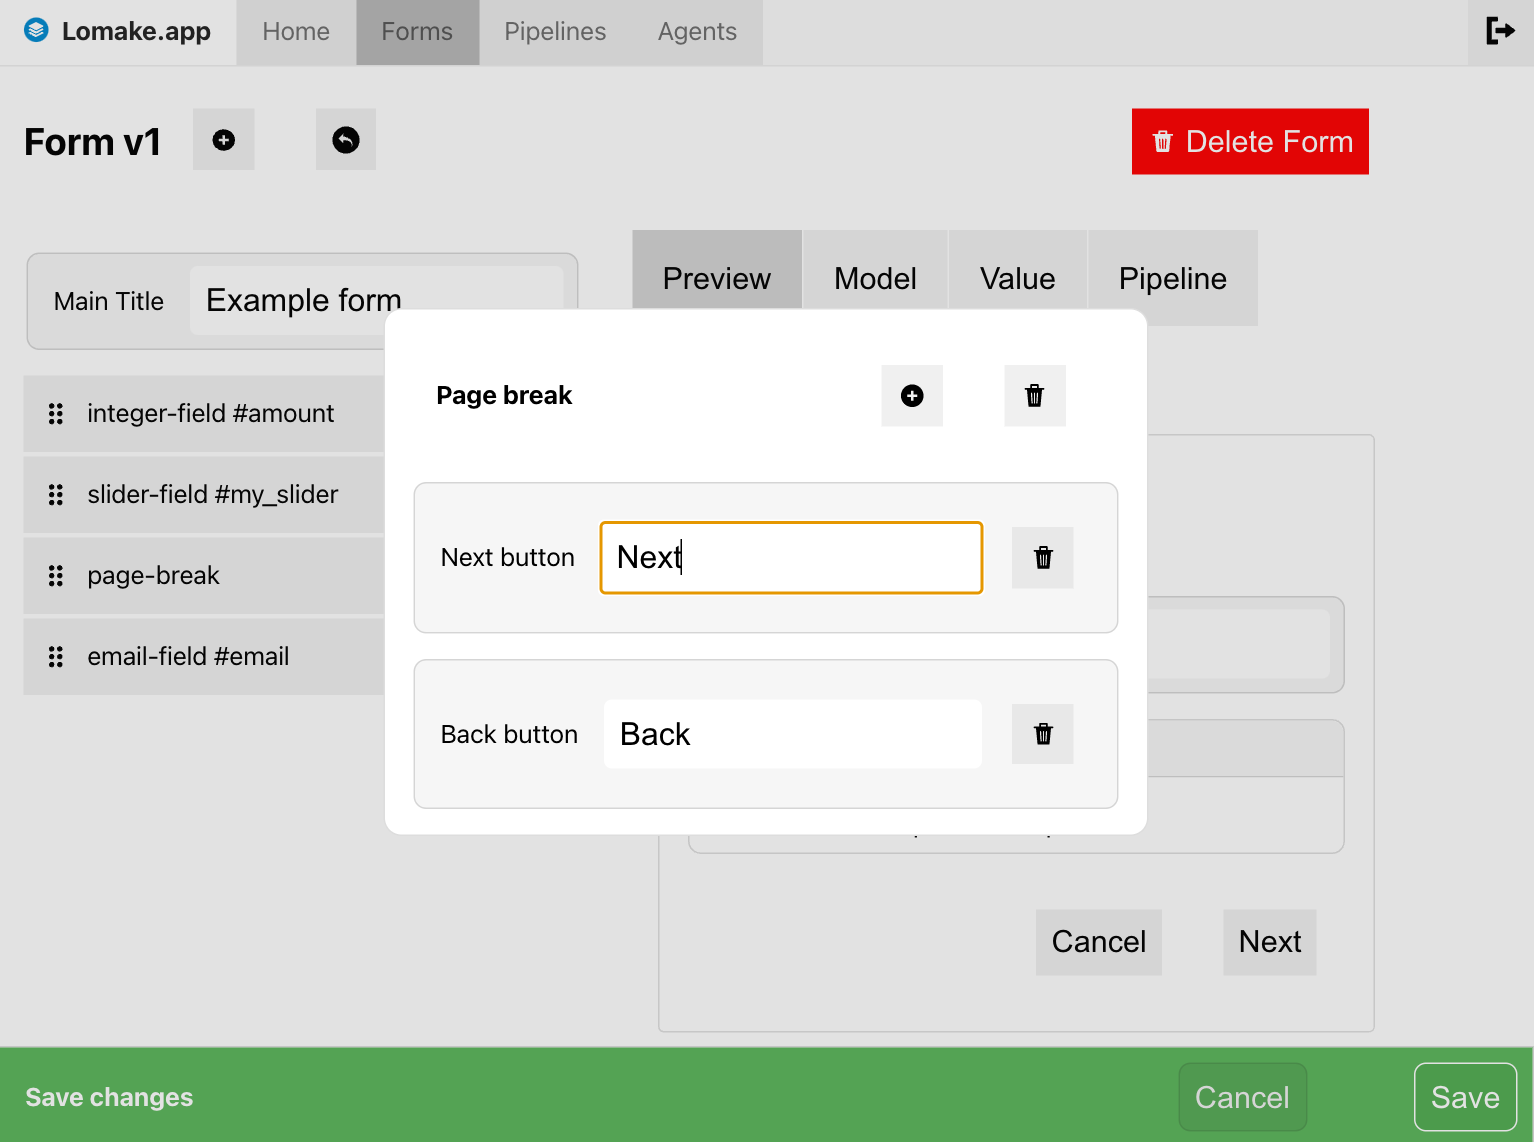 Lomake.app Home Forms Pipelines Agents
Form v1 Delete Form
Main Title Example form
Preview Model Value Pipeline
integer-field #amount
slider-field #my_slider
page-break
email-field #email
Page break
Next button Next
Back button Back
Cancel Next
Save changes Cancel Save